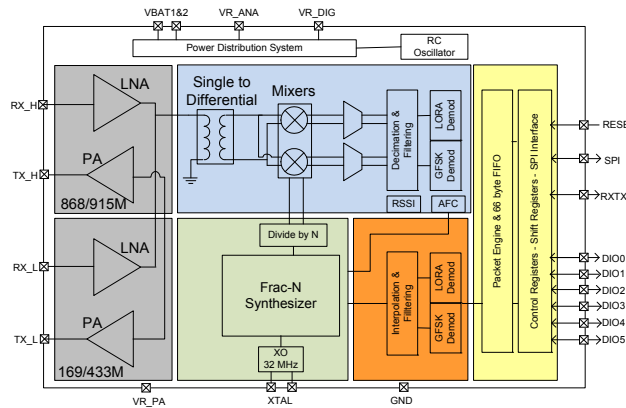 VBAT1&2
VR_ANA
VR_DIG
Power Distribution System
RC
Oscillator
RX_H
LNA
PA
TX_H
868/915M
RX_L
LNA
PA
TX_L
169/433M
Single to
Differential
Mixers
Decimation &
Filtering
LORA
Demod
GFSK
Demod
RSSI
AFC
Divide by N
Frac-N
Synthesizer
XO
32 MHz
Interpolation &
Filltering
LORA
Demod
GFSK
Demod
Packet Engine & 66 byte FIFO
Control Registers - Shift Registers - SPI Interface
RESE
SPI
RXTX
DIO0
DIO1
DIO2
DIO3
DIO4
DIO5
VR_PA
XTAL
GND